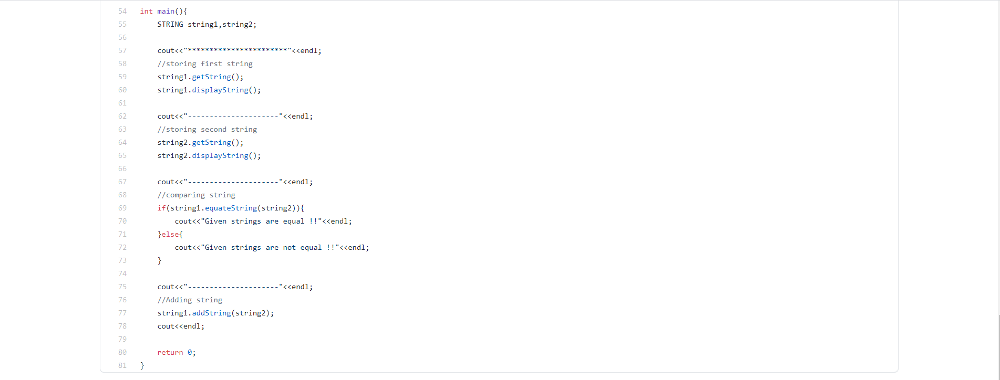 54 int main(){
55 STRING string1,string2;
56
57 cout<<"***********************"<<endl;
58 //storing first string
59 string1.getString();
60 string1.displayString();
61
62 cout<<"---------------------"<<endl;
63 //storing second string
64 string2.getString();
65 string2.displayString();
66
67 cout<<"---------------------"<<endl;
68 //comparing string
69 if(string1.equateString(string2)){
70 cout<<"Given strings are equal !!"<<endl;
71 }else{
72 cout<<"Given strings are not equal !!"<<endl;
73 }
74
75 cout<<"---------------------"<<endl;
76 //Adding string
77 string1.addString(string2);
78 cout<<endl;
79
80 return 0;
81 }